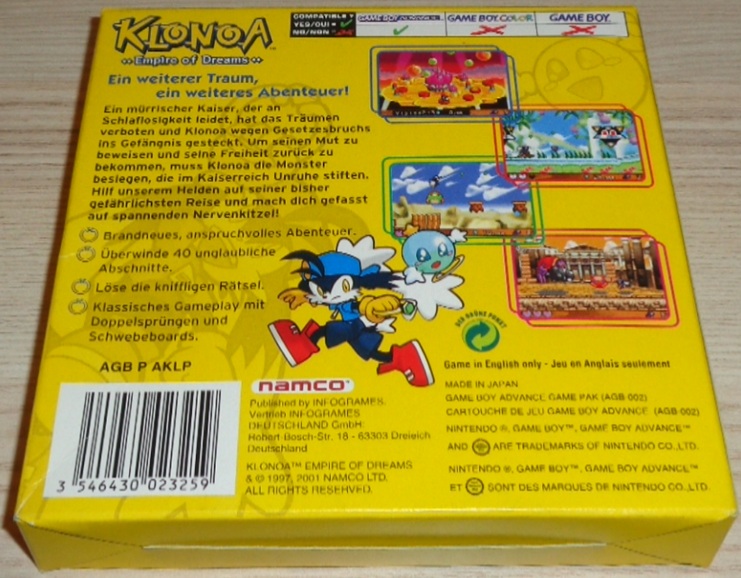 KLONOA™
Empire of Dreams
COMPATIBLE
YES/OUI =
NO/NON =
GAME BOY ADVANCE
GAME BOY COLOR
GAME BOY
Ein weiterer Traum,
ein weiteres Abenteuer!
Ein mürrischer Kaiser, der an
Schlaflosigkeit leidet, hat das Träumen
verboten und Klonoa wegen Gesetzesbruchs
ins Gefängnis gesteckt. Um seinen Mut zu
beweisen und seine Freiheit zurück zu
bekommen, muss Klonoa die Monster
besiegen, die im Kaiserreich Unruhe stiften.
Hilf unserem Helden auf seiner bisher
gefährlichsten Reise und mach dich gefasst
auf spannenden Nervenkitzel!
Brandneues, anspruchvolles Abenteuer.
Überwinde 40 unglaubliche
Abschnitte.
Löse die kniffligen Rätsel.
Klassisches Gameplay mit
Doppelsprüngen und
Schwebeboards.
AGB P AKLP
3 546430 023259
namco®
Published by INFOGRAMES.
Vertrieb INFOGRAMES
DEUTSCHLAND GmbH
Robert-Bosch-Str. 18 - 63303 Dreieich
Deutschland
KLONOA™ EMPIRE OF DREAMS
& © 1997, 2001 NAMCO LTD.
ALL RIGHTS RESERVED.
DER GRÜNE PUNKT
Game in English only - Jeu en Anglais seulement
MADE IN JAPAN
GAME BOY ADVANCE GAME PAK (AGB 002)
CARTOUCHE DE JEU GAME BOY ADVANCE (AGB 002)
NINTENDO ®, GAME BOY™, GAME BOY ADVANCE™
AND ARE TRADEMARKS OF NINTENDO CO., LTD.
NINTENDO ®, GAME BOY™, GAME BOY ADVANCE™
ET SONT DES MARQUES DE NINTENDO CO., LTD.